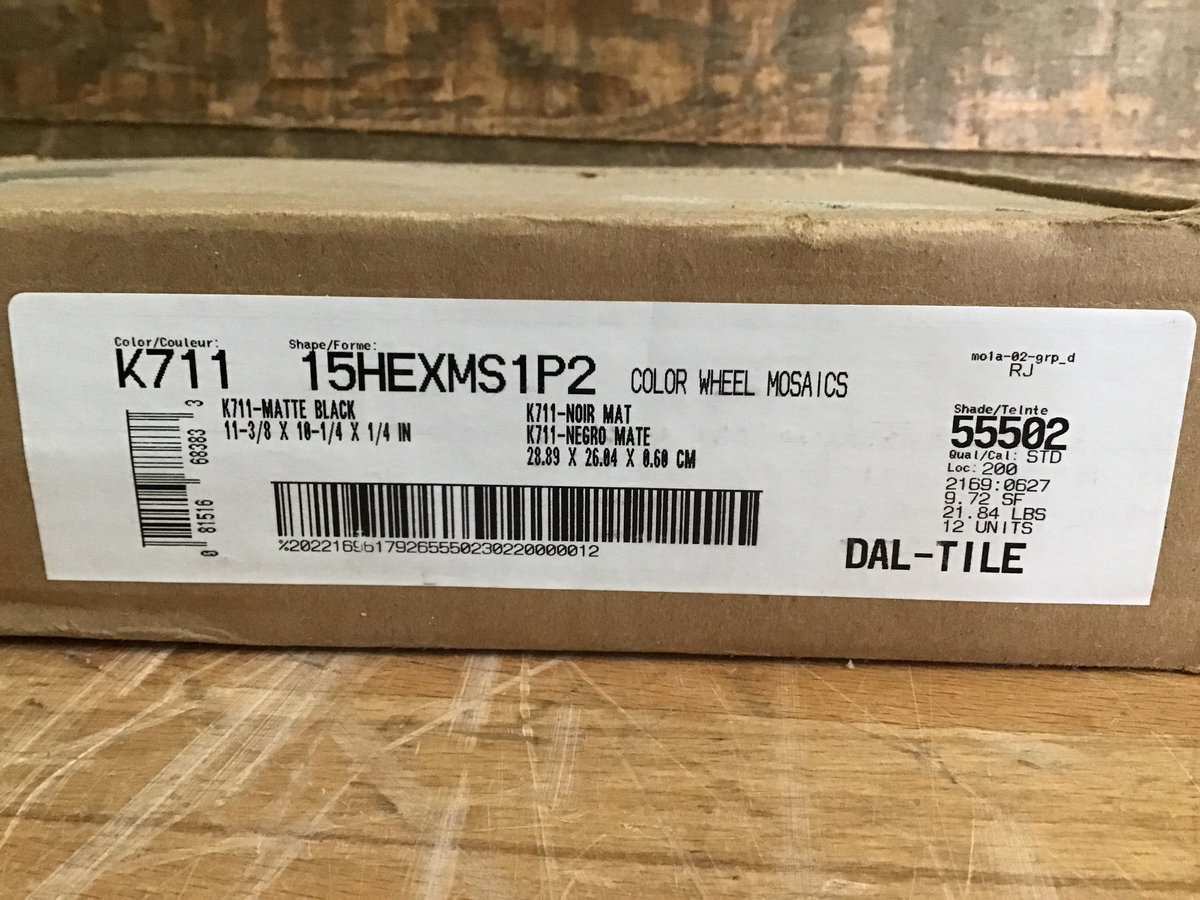 Color/Couleur:
K711
Shape/Forme:
15HEXMS1P2 COLOR WHEEL MOSAICS
mo1a-02-grp_d
RJ
K711-MATTE BLACK
11-3/8 X 10-1/4 X 1/4 IN
K711-NOIR MAT
K711-NEGRO MATE
28.89 X 26.04 X 0.60 CM
Shade/Teinte
55502
Qual/Cal: STD
Loc: 200
2169:0627
9.72 SF
21.84 LBS
12 UNITS
0 81516 68383 3
DAL-TILE